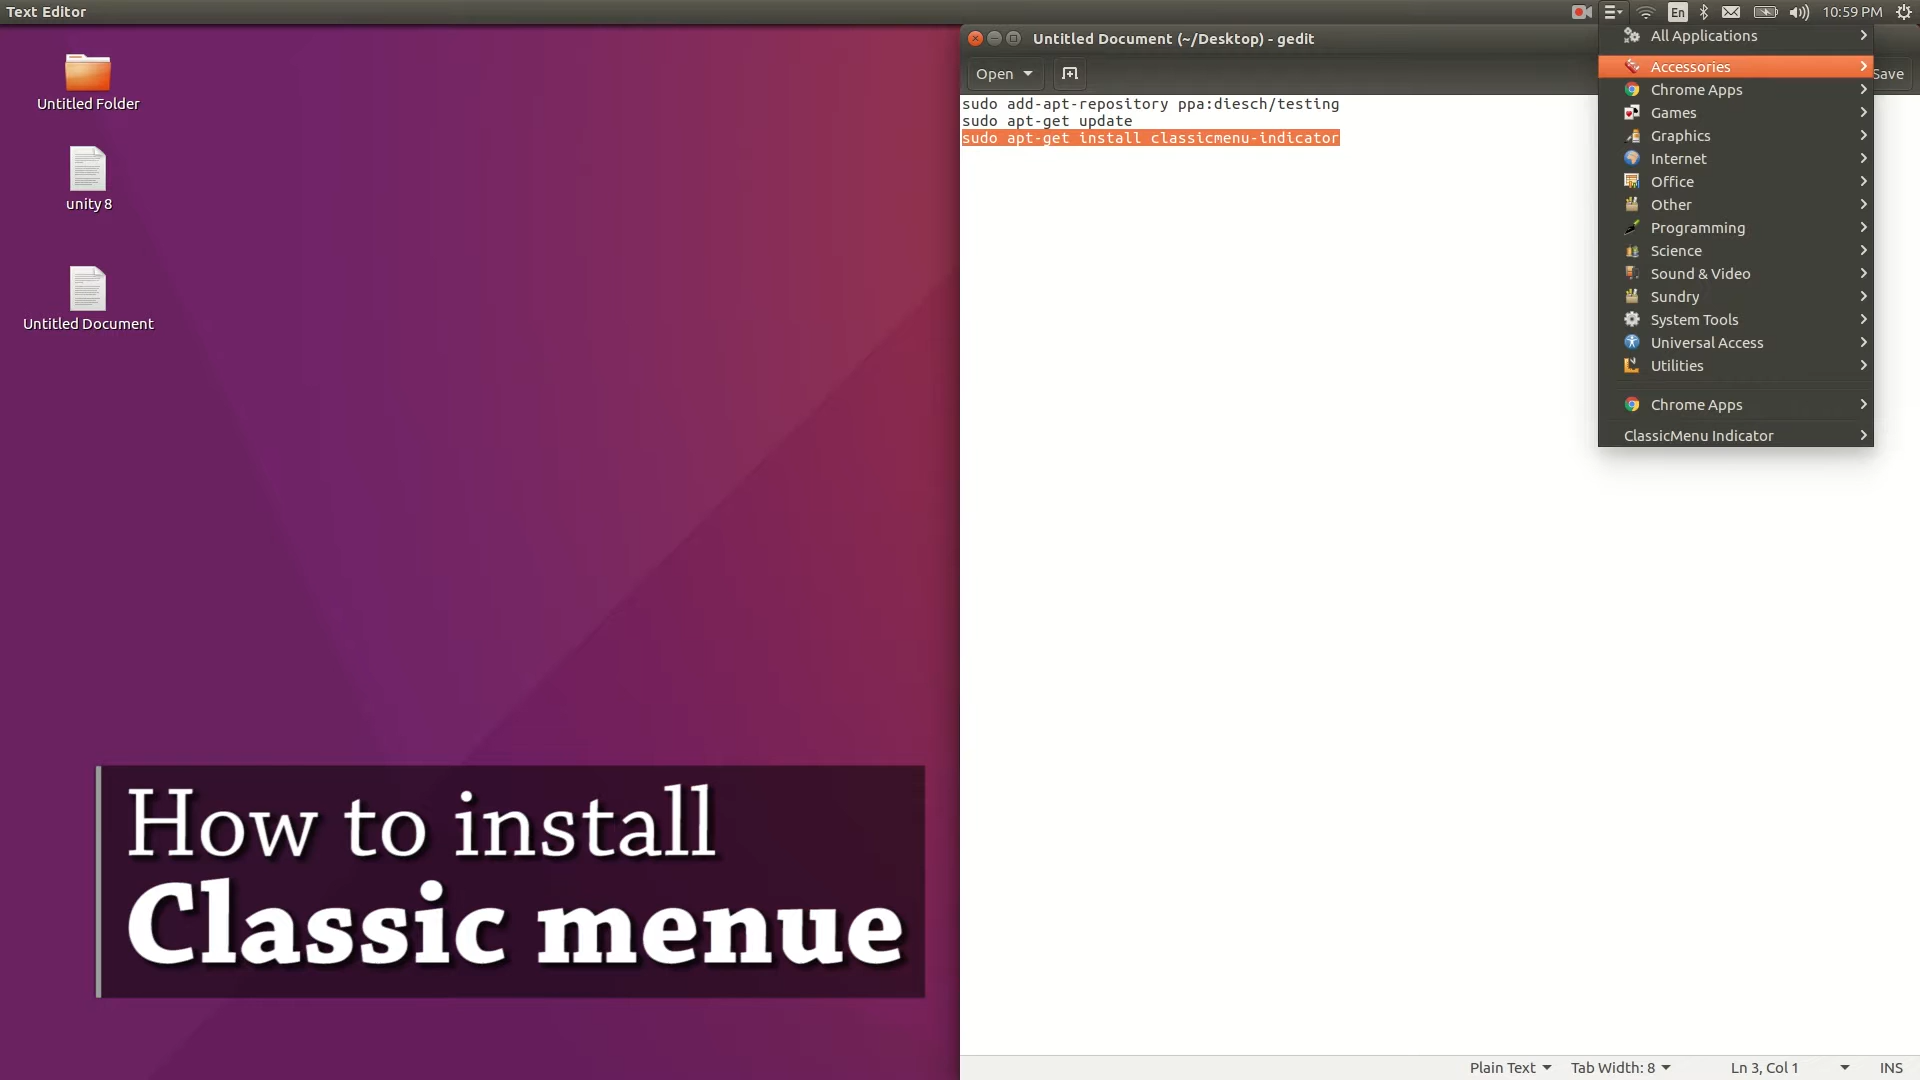 Text Editor
En
10:59 PM
Untitled Folder
unity 8
Untitled Document
Untitled Document (~/Desktop) - gedit
Open
Save
sudo add-apt-repository ppa:diesch/testing
sudo apt-get update
sudo apt-get install classicmenu-indicator
All Applications
Accessories
Chrome Apps
Games
Graphics
Internet
Office
Other
Programming
Science
Sound & Video
Sundry
System Tools
Universal Access
Utilities
Chrome Apps
ClassicMenu Indicator
How to install
Classic menue
Plain Text
Tab Width: 8
Ln 3, Col 1
INS